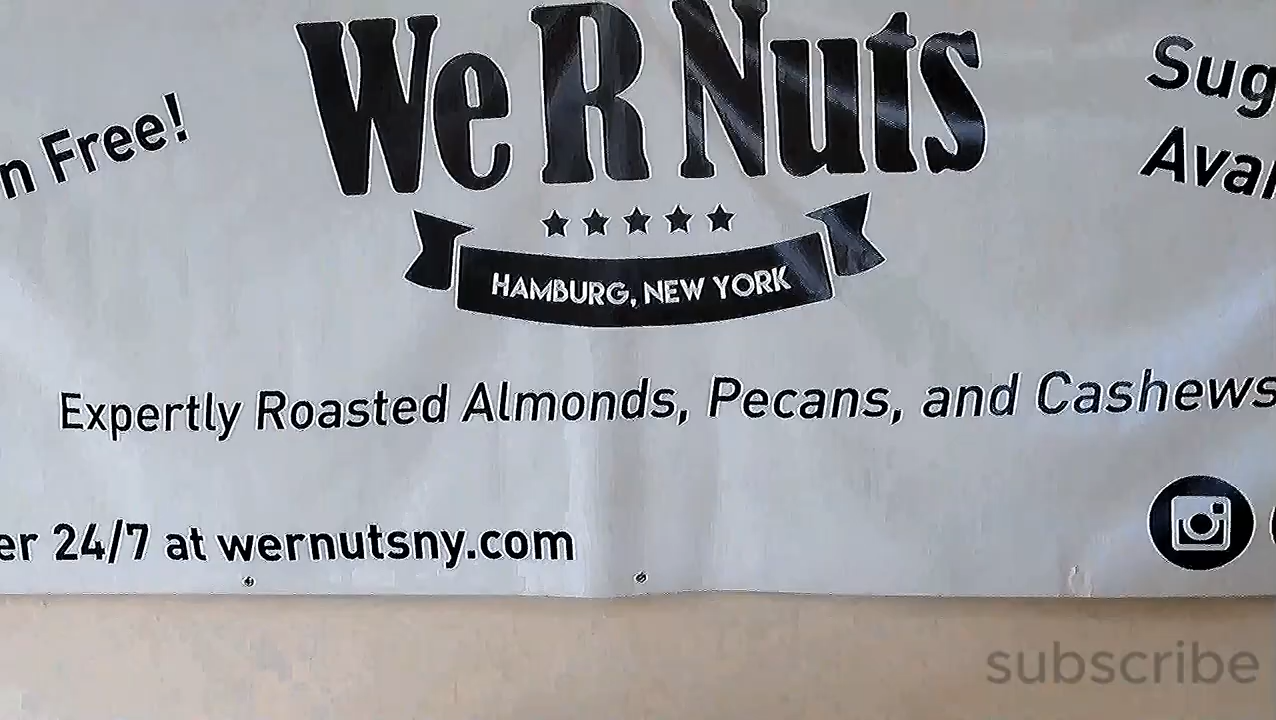 We R Nuts
n Free!
Sug
Avai
HAMBURG, NEW YORK
Expertly Roasted Almonds, Pecans, and Cashews
er 24/7 at wernutsny.com
subscribe